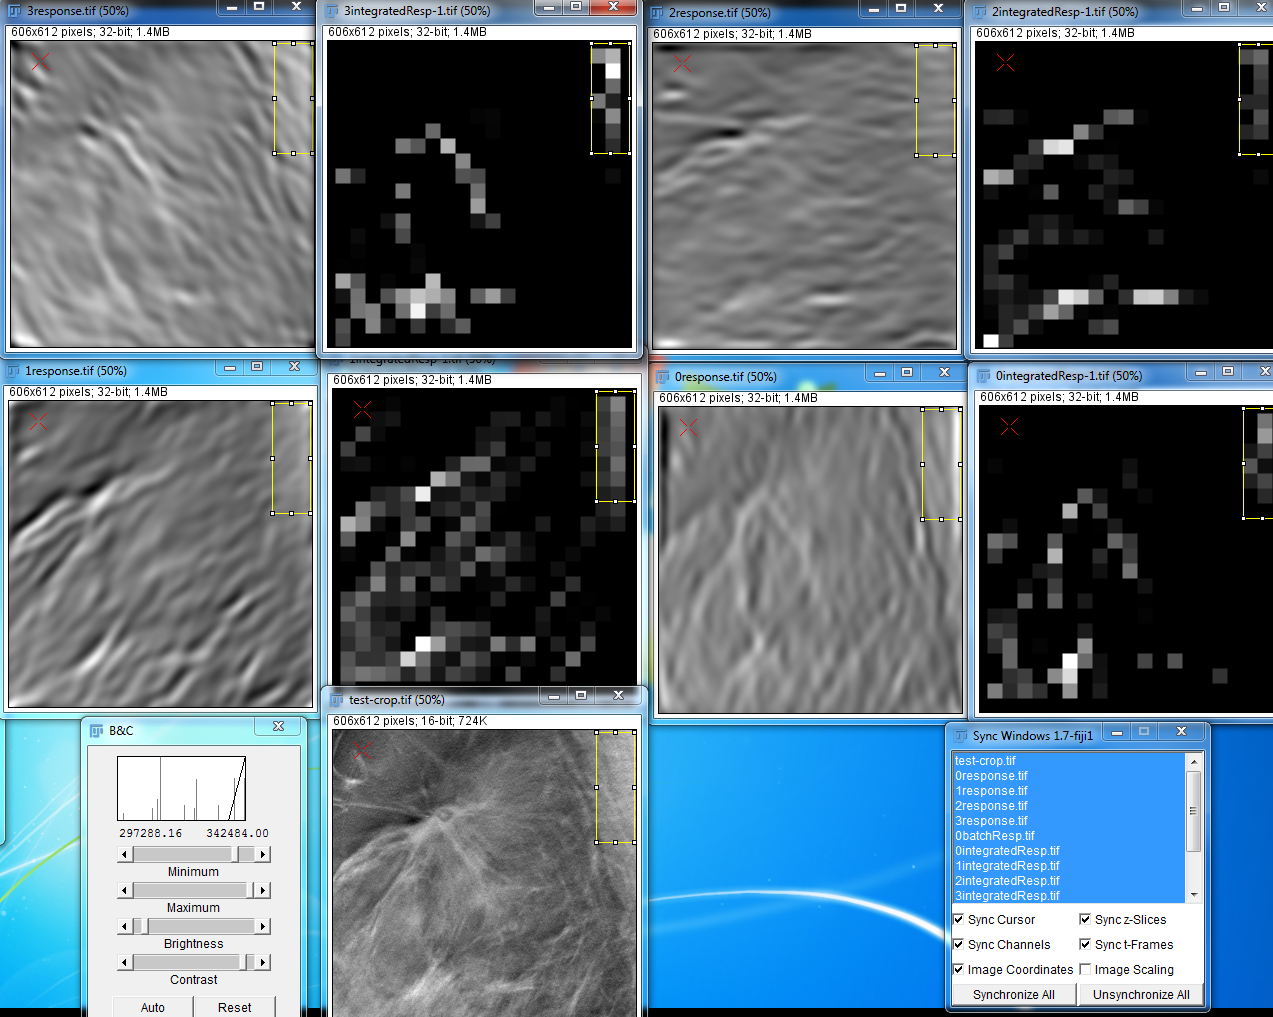 3response.tif (50%)
606x612 pixels; 32-bit; 1.4MB
3integratedResp-1.tif (50%)
606x612 pixels; 32-bit; 1.4MB
2response.tif (50%)
606x612 pixels; 32-bit; 1.4MB
2integratedResp-1.tif (50%)
606x612 pixels; 32-bit; 1.4MB
1response.tif (50%)
606x612 pixels; 32-bit; 1.4MB
1integratedResp-1.tif (50%)
606x612 pixels; 32-bit; 1.4MB
0response.tif (50%)
606x612 pixels; 32-bit; 1.4MB
0integratedResp-1.tif (50%)
606x612 pixels; 32-bit; 1.4MB
B&C
297288.16 342484.00
Minimum
Maximum
Brightness
Contrast
Auto Reset
test-crop.tif (50%)
606x612 pixels; 16-bit; 724K
Sync Windows 1.7-fiji1
test-crop.tif
0response.tif
1response.tif
2response.tif
3response.tif
0batchResp.tif
0integratedResp.tif
1integratedResp.tif
2integratedResp.tif
3integratedResp.tif
Sync Cursor Sync z-Slices
Sync Channels Sync t-Frames
Image Coordinates Image Scaling
Synchronize All Unsynchronize All